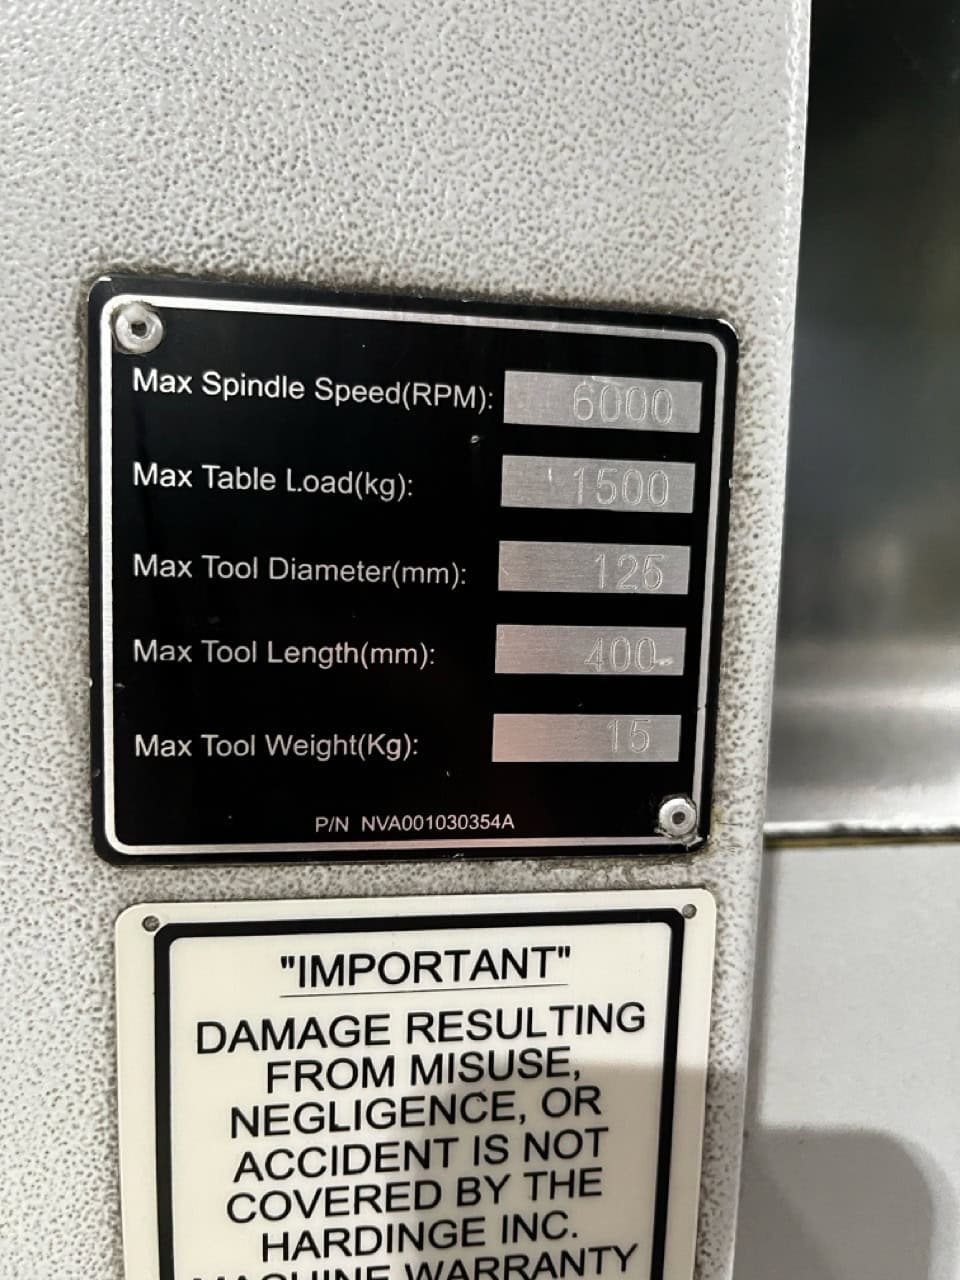 Max Spindle Speed(RPM): 6000
Max Table Load(kg): 1500
Max Tool Diameter(mm): 125
Max Tool Length(mm): 400
Max Tool Weight(Kg): 15
P/N NVA001030354A
"IMPORTANT"
DAMAGE RESULTING
FROM MISUSE,
NEGLIGENCE, OR
ACCIDENT IS NOT
COVERED BY THE
HARDINGE INC.
MACHINE WARRANTY